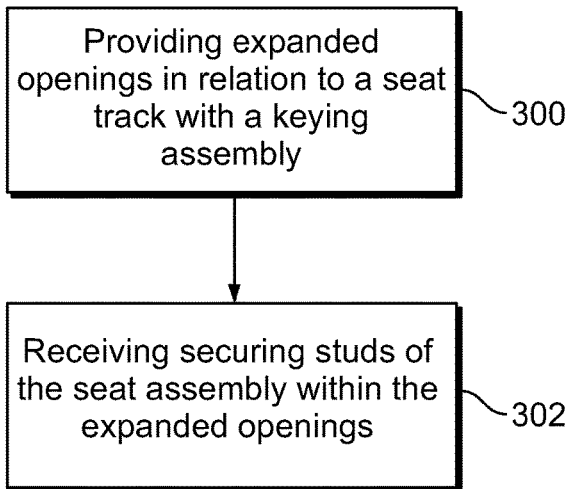 Providing expanded
openings in relation to a seat
track with a keying
assembly
300
Receiving securing studs of
the seat assembly within the
expanded openings
302